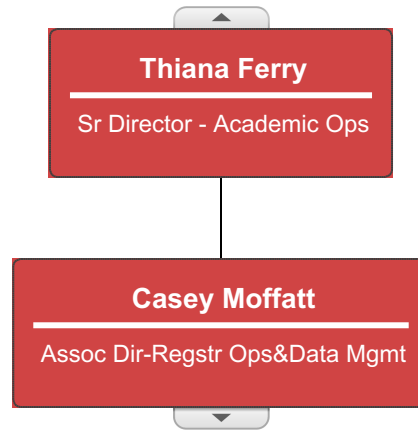 Thiana Ferry
Sr Director - Academic Ops
Casey Moffatt
Assoc Dir-Regstr Ops&Data Mgmt